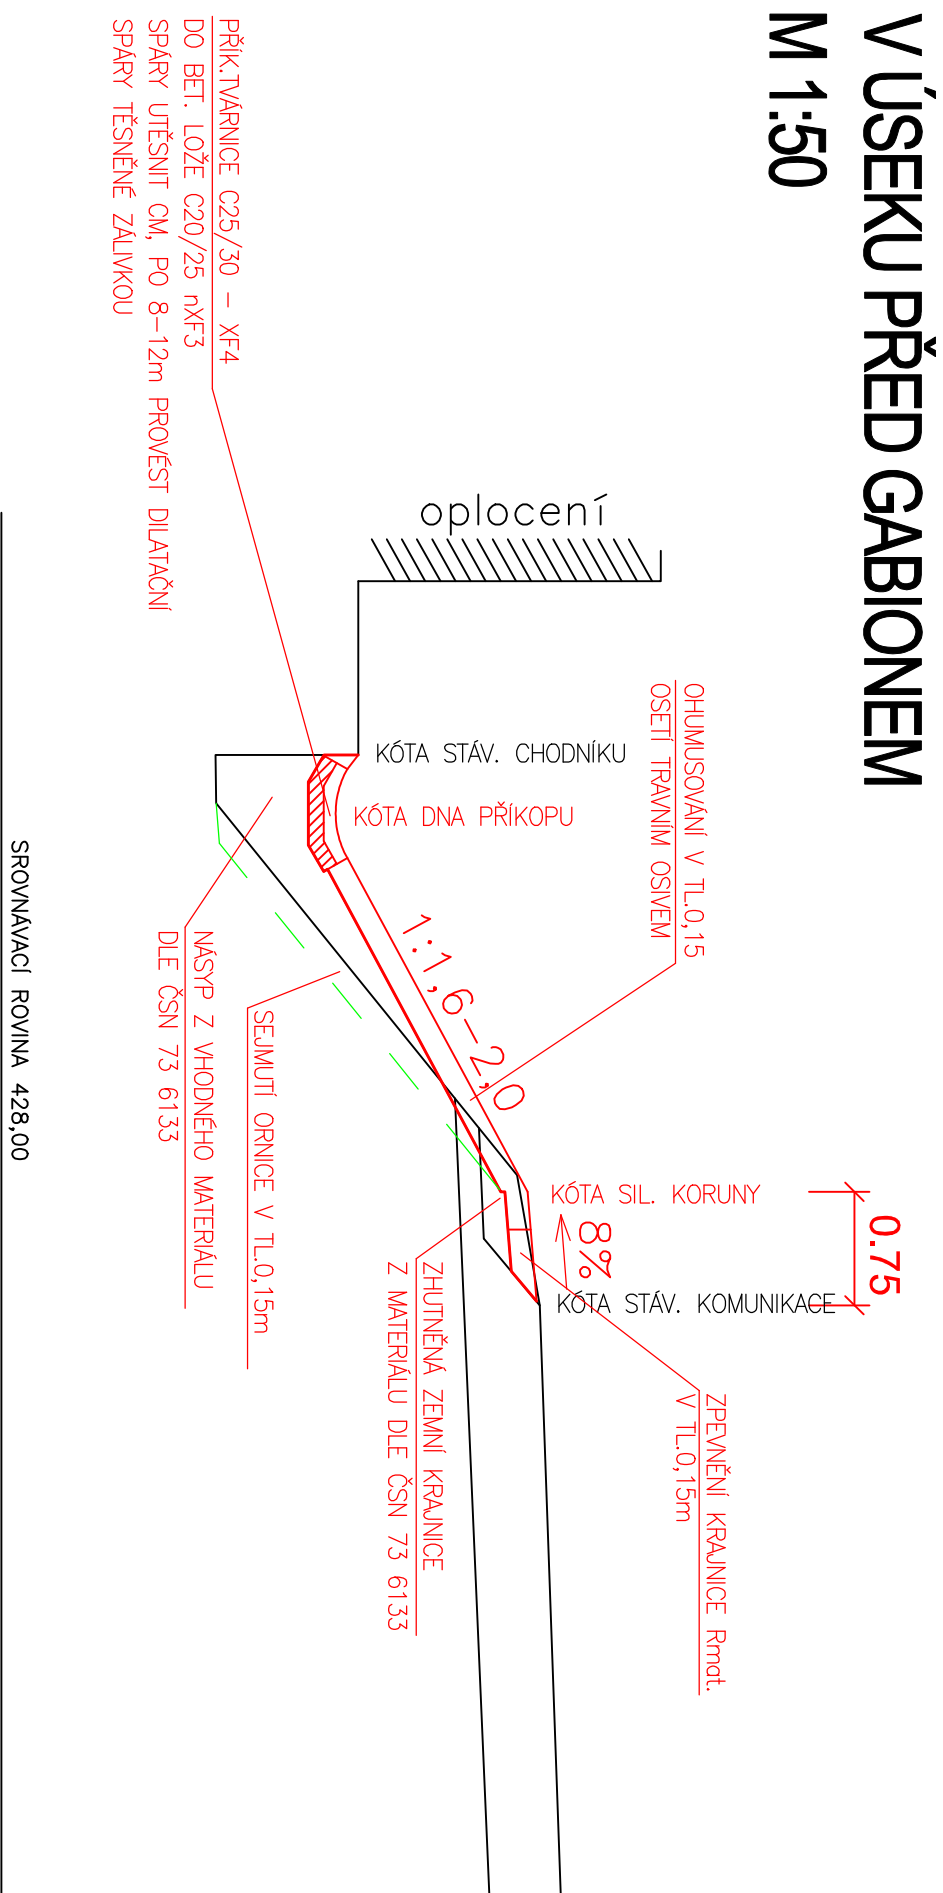 V ÚSEKU PŘED GABIONEM
M 1:50
PŘÍK.TVÁRNICE C25/30 – XF4
DO BET. LOŽE C20/25 nXF3
SPÁRY UTĚSNIT CM, PO 8–12m PROVÉST DILATAČNÍ
SPÁRY TĚSNĚNÉ ZÁLIVKOU
oplocení
OHUMUSOVÁNÍ V TL.0,15
OSETÍ TRAVNÍM OSIVEM
KÓTA STÁV. CHODNÍKU
KÓTA DNA PŘÍKOPU
1:1,6–2,0
KÓTA SIL. KORUNY
8%
0.75
KÓTA STÁV. KOMUNIKACE
NÁSYP Z VHODNÉHO MATERIÁLU
DLE ČSN 73 6133
SEJMUTÍ ORNICE V TL.0,15m
ZHUTNĚNÁ ZEMNÍ KRAJNICE
Z MATERIÁLU DLE ČSN 73 6133
ZPEVNĚNÍ KRAJNICE Rmat.
V TL.0,15m
SROVNÁVACÍ ROVINA 428,00